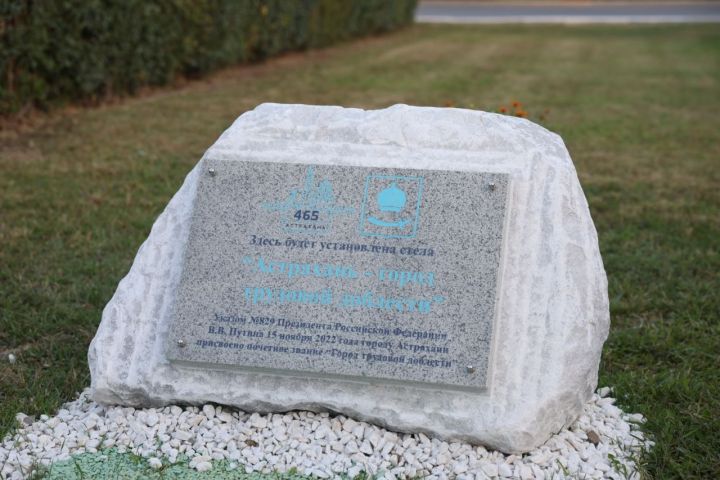 465
АСТРАХАНЬ
Здесь будет установлена стела
"Астрахань - город
трудовой доблести"
Указом №829 Президента Российской Федерации
В.В. Путина 15 ноября 2022 года городу Астрахани
присвоено почетное звание "Город трудовой доблести"